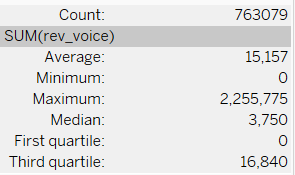 Count: 763079
SUM(rev_voice)
Average: 15,157
Minimum: 0
Maximum: 2,255,775
Median: 3,750
First quartile: 0
Third quartile: 16,840